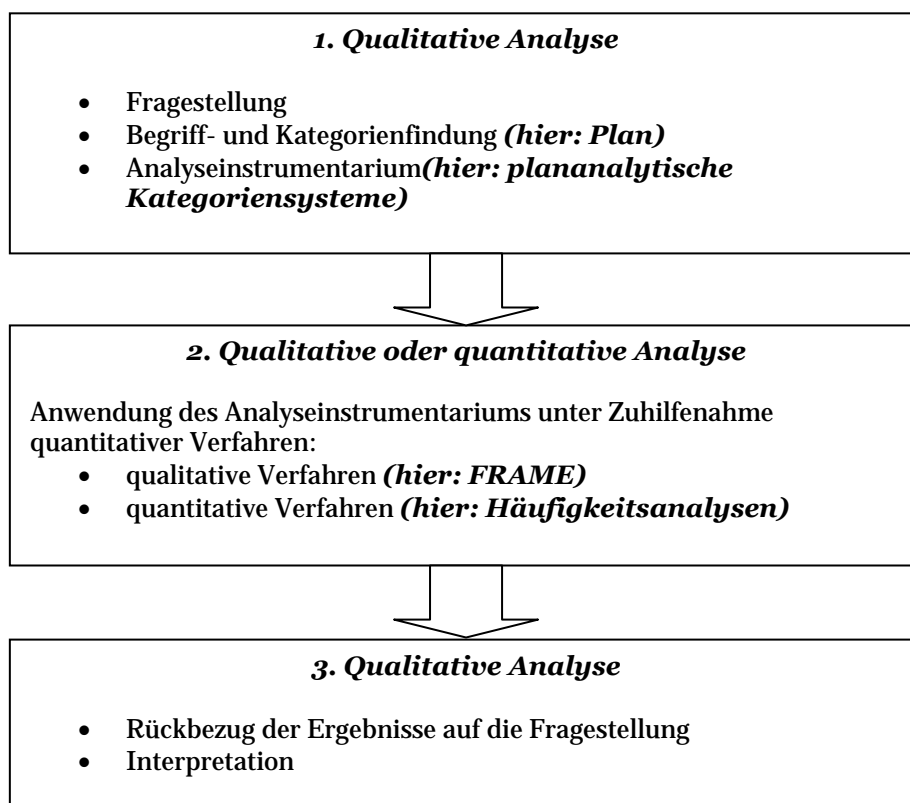 1. Qualitative Analyse
• Fragestellung
• Begriff- und Kategorienfindung (hier: Plan)
• Analyseinstrumentarium(hier: plananalytische
Kategoriensysteme)
2. Qualitative oder quantitative Analyse
Anwendung des Analyseinstrumentariums unter Zuhilfenahme
quantitativer Verfahren:
• qualitative Verfahren (hier: FRAME)
• quantitative Verfahren (hier: Häufigkeitsanalysen)
3. Qualitative Analyse
• Rückbezug der Ergebnisse auf die Fragestellung
• Interpretation